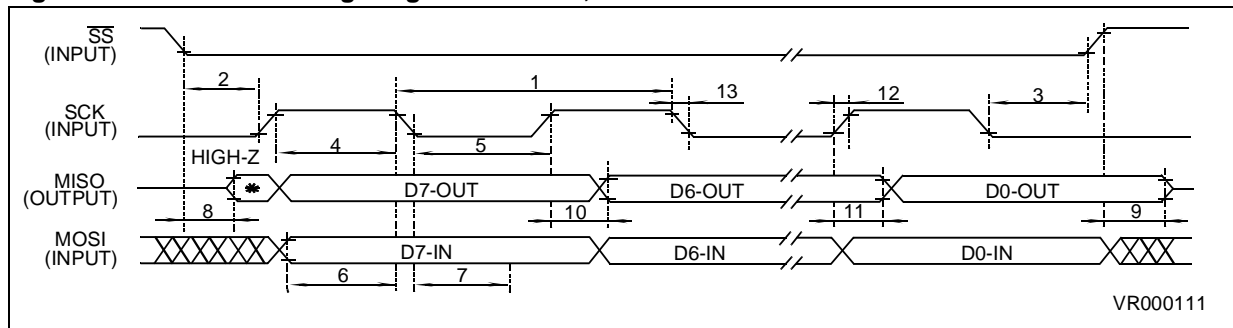 SS
(INPUT)
2
1
13
12
3
SCK
(INPUT)
4
5
HIGH-Z
MISO
(OUTPUT)
*
D7-OUT
D6-OUT
D0-OUT
8
10
11
9
MOSI
(INPUT)
D7-IN
D6-IN
D0-IN
6
7
VR000111